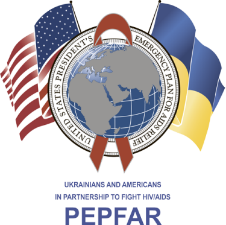 UNITED STATES PRESIDENT'S EMERGENCY PLAN FOR AIDS RELIEF
UKRAINIANS AND AMERICANS
IN PARTNERSHIP TO FIGHT HIV/AIDS
PEPFAR